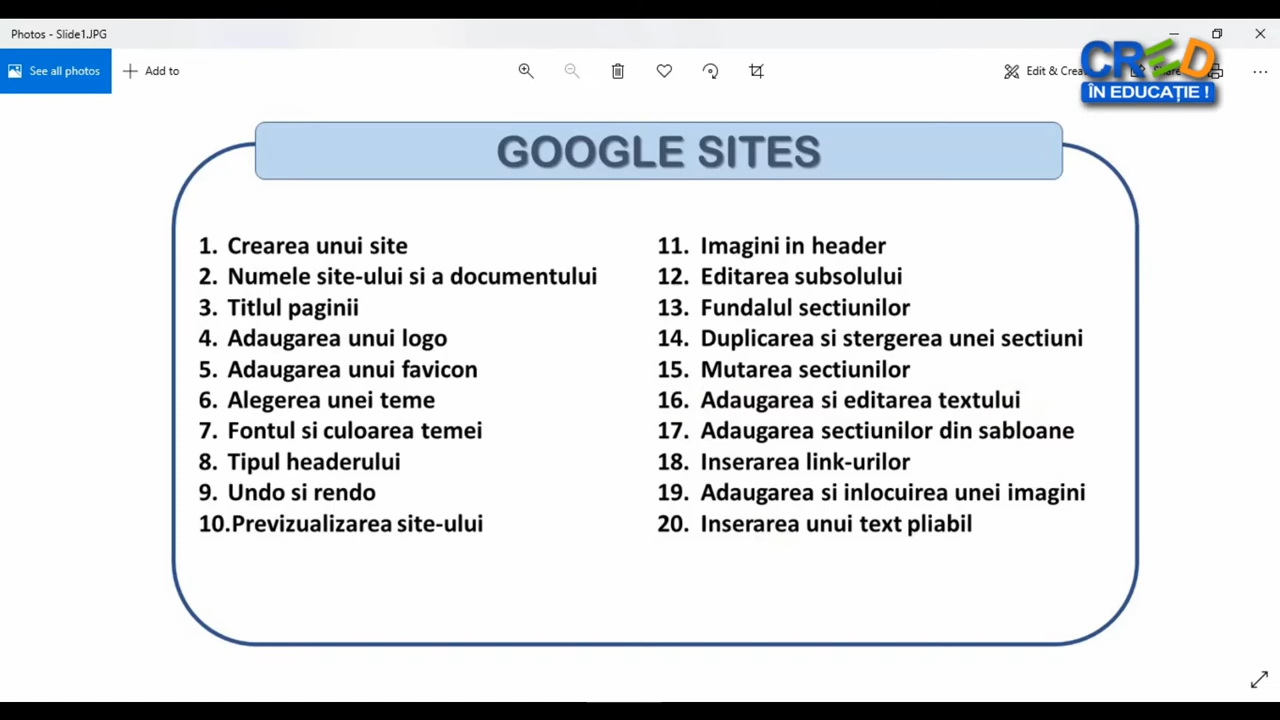 Photos - Slide1.JPG
See all photos
Add to
Edit & Crea
CRED
ÎN EDUCAȚIE !
GOOGLE SITES
1. Crearea unui site
2. Numele site-ului si a documentului
3. Titlul paginii
4. Adaugarea unui logo
5. Adaugarea unui favicon
6. Alegerea unei teme
7. Fontul si culoarea temei
8. Tipul headerului
9. Undo si rendo
10.Previzualizarea site-ului
11. Imagini in header
12. Editarea subsolului
13. Fundalul sectiunilor
14. Duplicarea si stergerea unei sectiuni
15. Mutarea sectiunilor
16. Adaugarea si editarea textului
17. Adaugarea sectiunilor din sabloane
18. Inserarea link-urilor
19. Adaugarea si inlocuirea unei imagini
20. Inserarea unui text pliabil